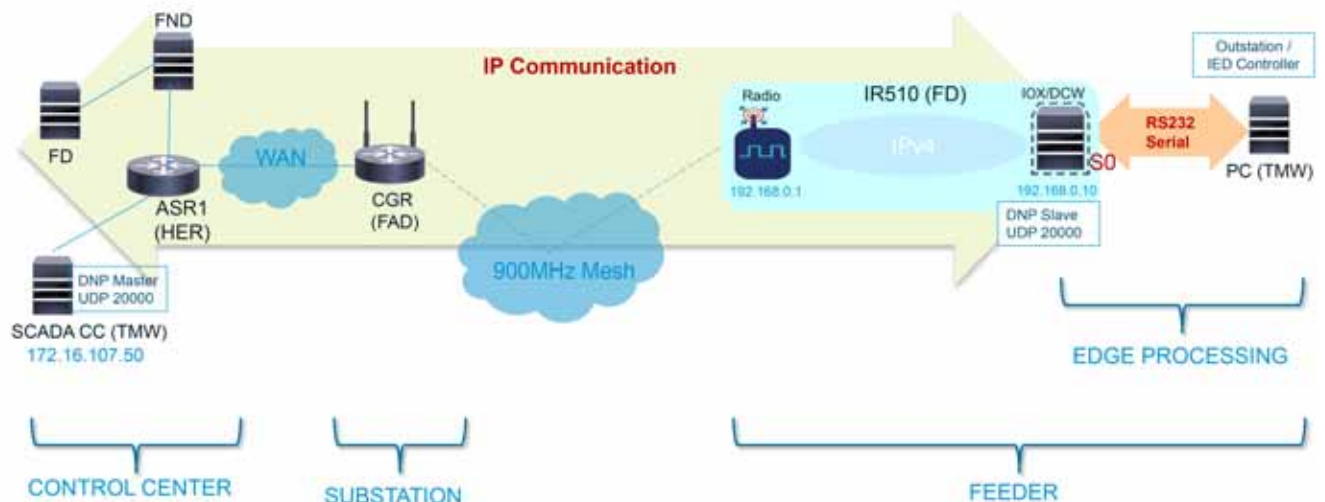 FND
IP Communication
Outstation /
IED Controller
FD
Radio
IR510 (FD)
IOX/DCW
WAN
IPv4
RS232
Serial
S0
ASR1
(HER)
CGR
(FAD)
192.168.0.1
192.168.0.10
PC (TMW)
DNP Slave
UDP 20000
900MHz Mesh
DNP Master
UDP 20000
SCADA CC (TMW)
172.16.107.50
EDGE PROCESSING
CONTROL CENTER
SUBSTATION
FEEDER